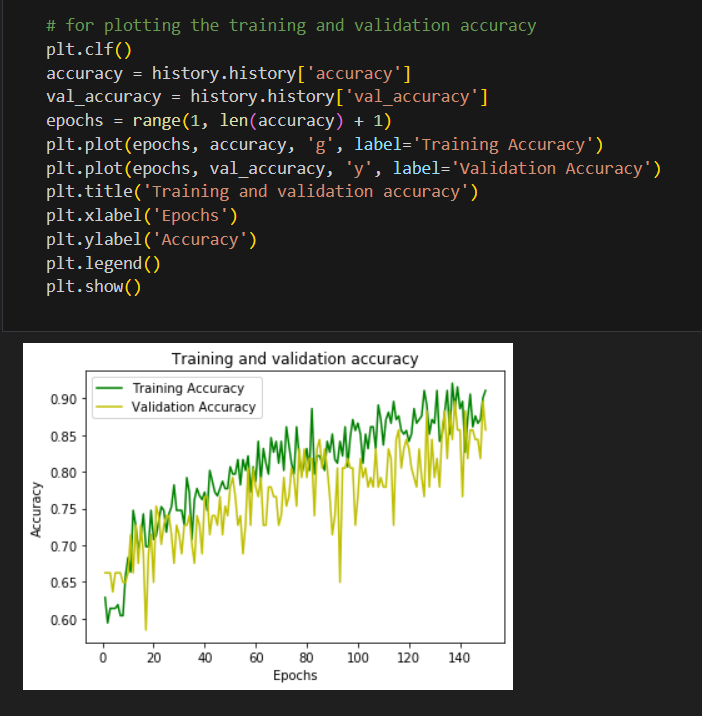 # for plotting the training and validation accuracy
plt.clf()
accuracy = history.history['accuracy']
val_accuracy = history.history['val_accuracy']
epochs = range(1, len(accuracy) + 1)
plt.plot(epochs, accuracy, 'g', label='Training Accuracy')
plt.plot(epochs, val_accuracy, 'y', label='Validation Accuracy')
plt.title('Training and validation accuracy')
plt.xlabel('Epochs')
plt.ylabel('Accuracy')
plt.legend()
plt.show()
Training and validation accuracy
Training Accuracy
Validation Accuracy
Accuracy
0.90
0.85
0.80
0.75
0.70
0.65
0.60
0 20 40 60 80 100 120 140
Epochs